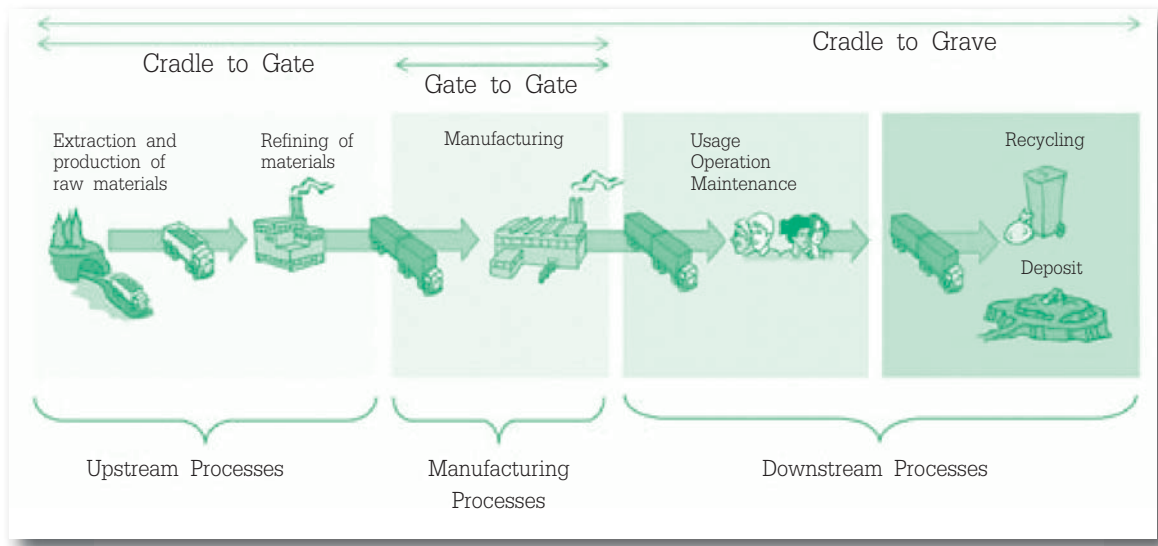 Cradle to Grave
Cradle to Gate
Gate to Gate
Extraction and
production of
raw materials
Refining of
materials
Manufacturing
Usage
Operation
Maintenance
Recycling
Deposit
Upstream Processes
Manufacturing
Processes
Downstream Processes